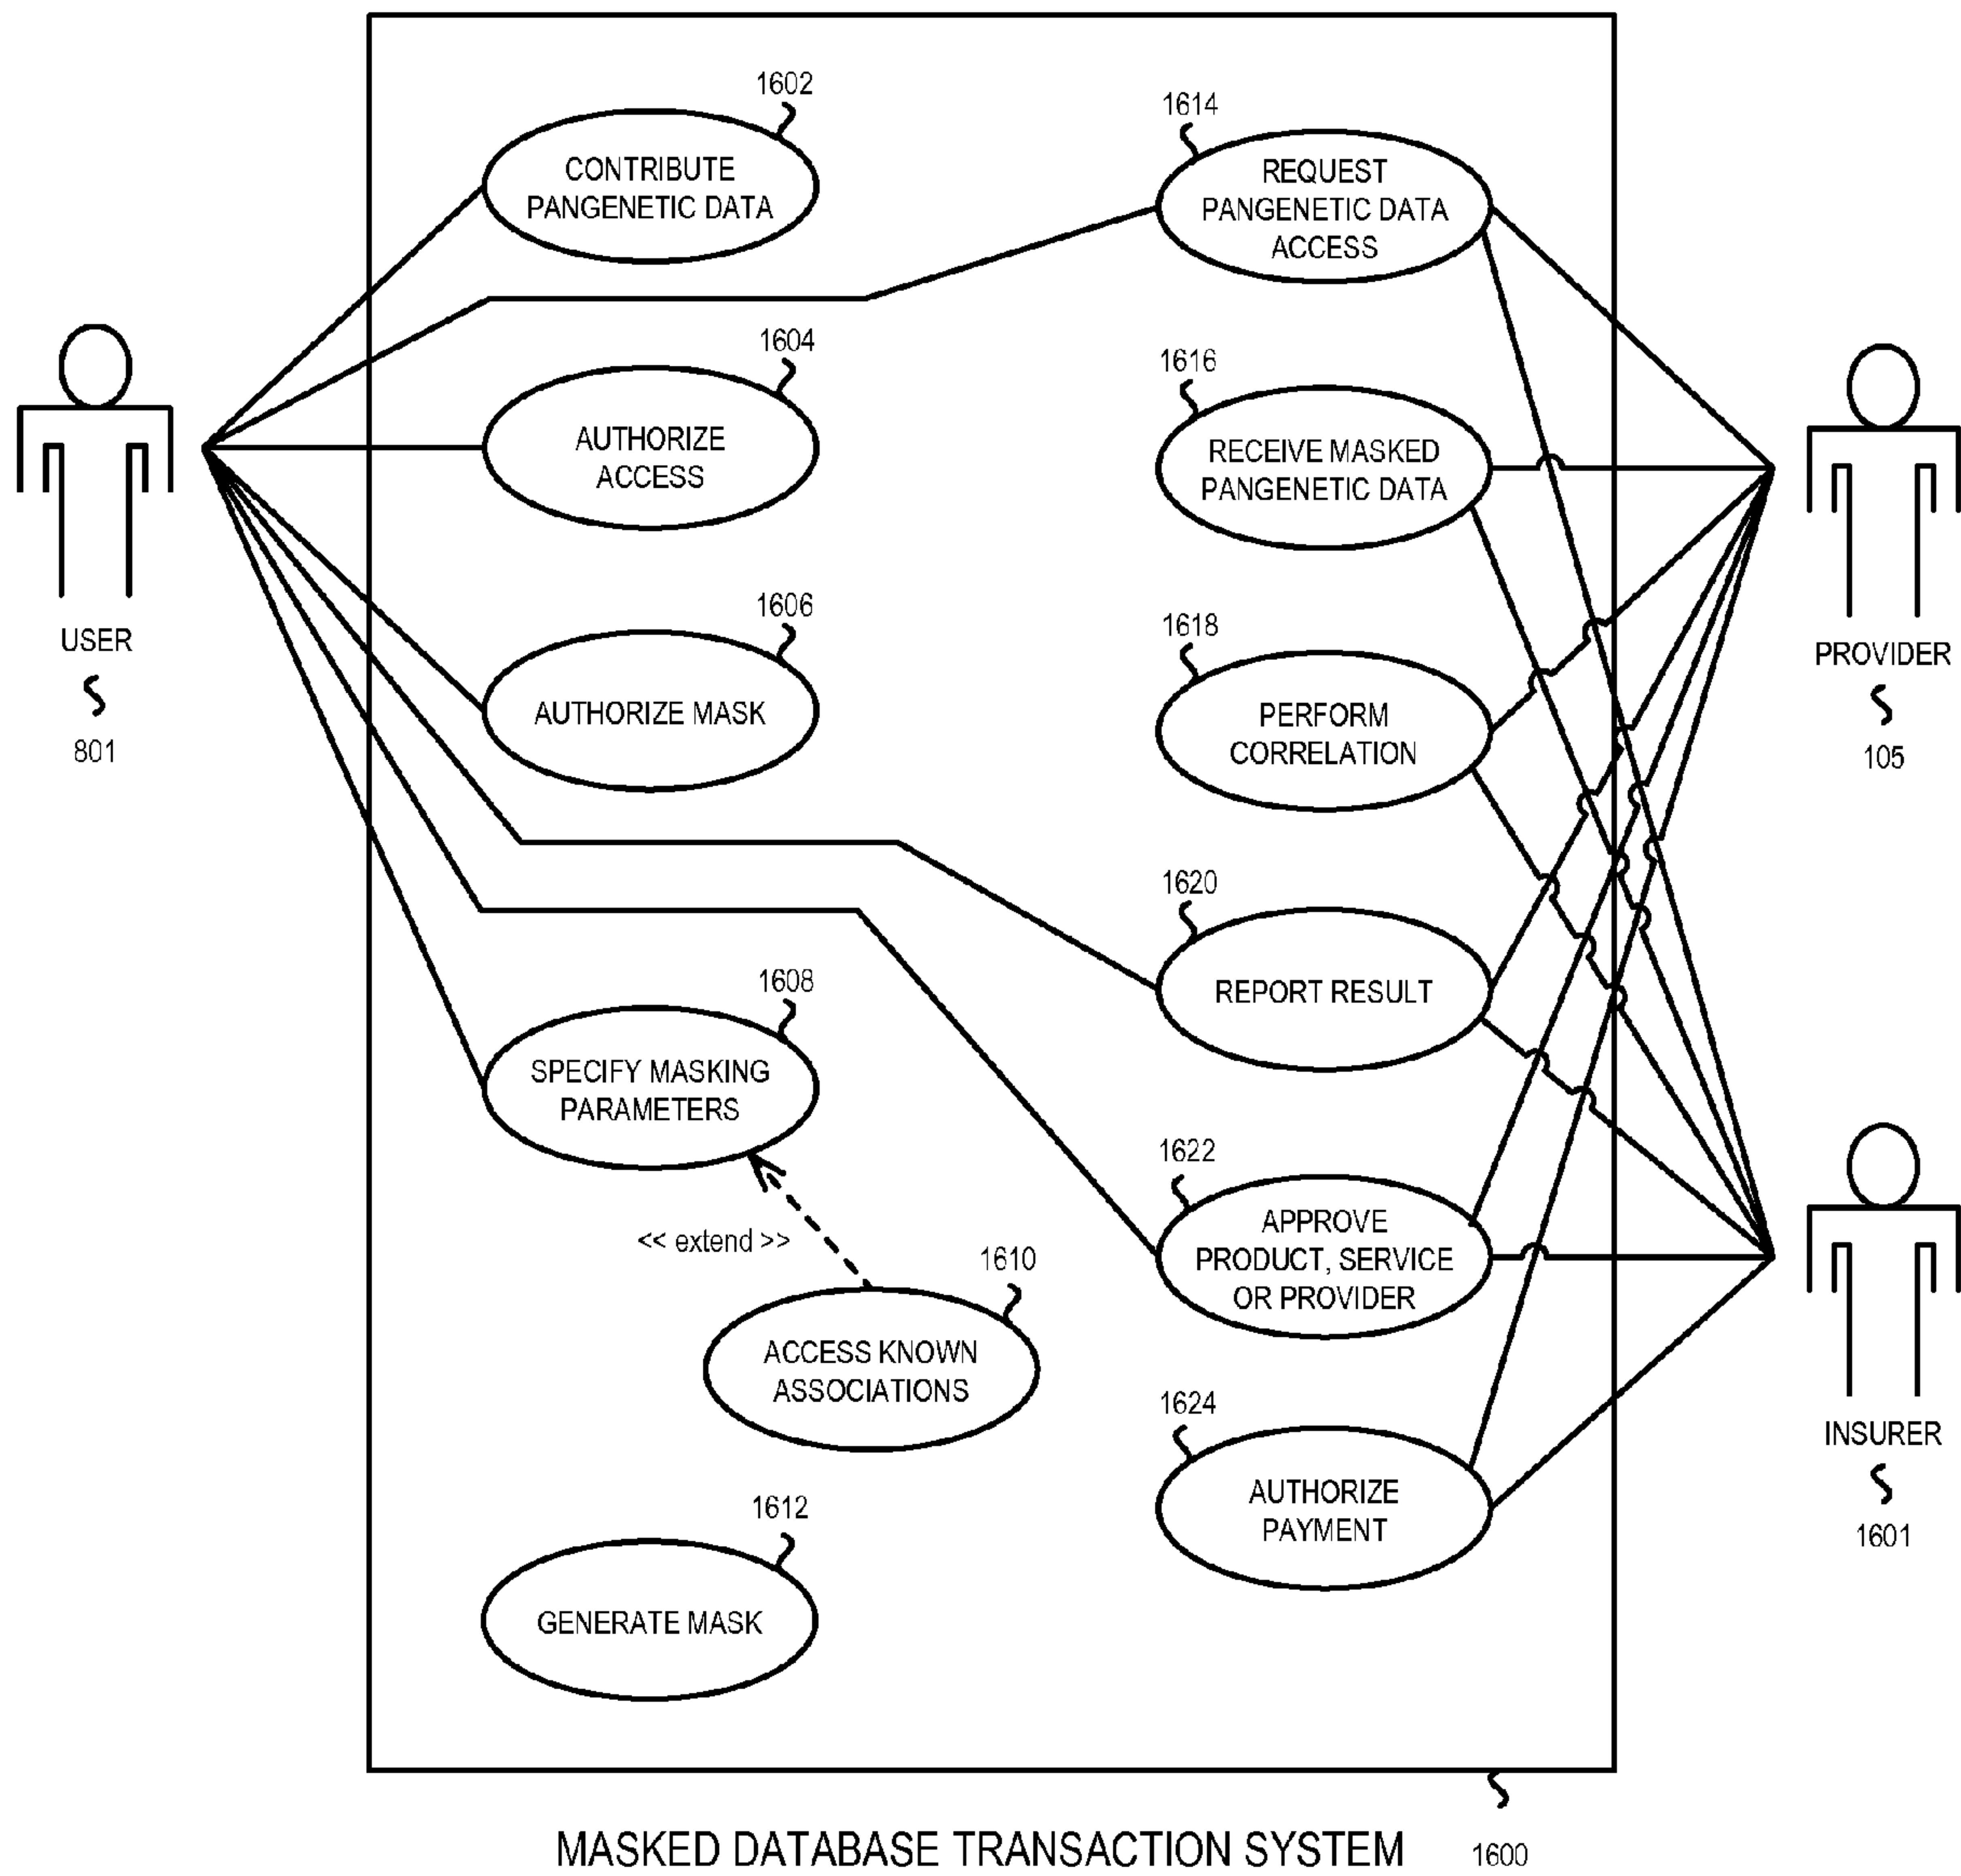 1602
CONTRIBUTE
PANGENETIC DATA
1614
REQUEST
PANGENETIC DATA
ACCESS
1604
AUTHORIZE
ACCESS
1616
RECEIVE MASKED
PANGENETIC DATA
USER
801
PROVIDER
105
1606
AUTHORIZE MASK
1618
PERFORM
CORRELATION
1620
REPORT RESULT
1608
SPECIFY MASKING
PARAMETERS
<< extend >>
1610
ACCESS KNOWN
ASSOCIATIONS
1622
APPROVE
PRODUCT, SERVICE
OR PROVIDER
1624
AUTHORIZE
PAYMENT
INSURER
1601
1612
GENERATE MASK
MASKED DATABASE TRANSACTION SYSTEM
1600